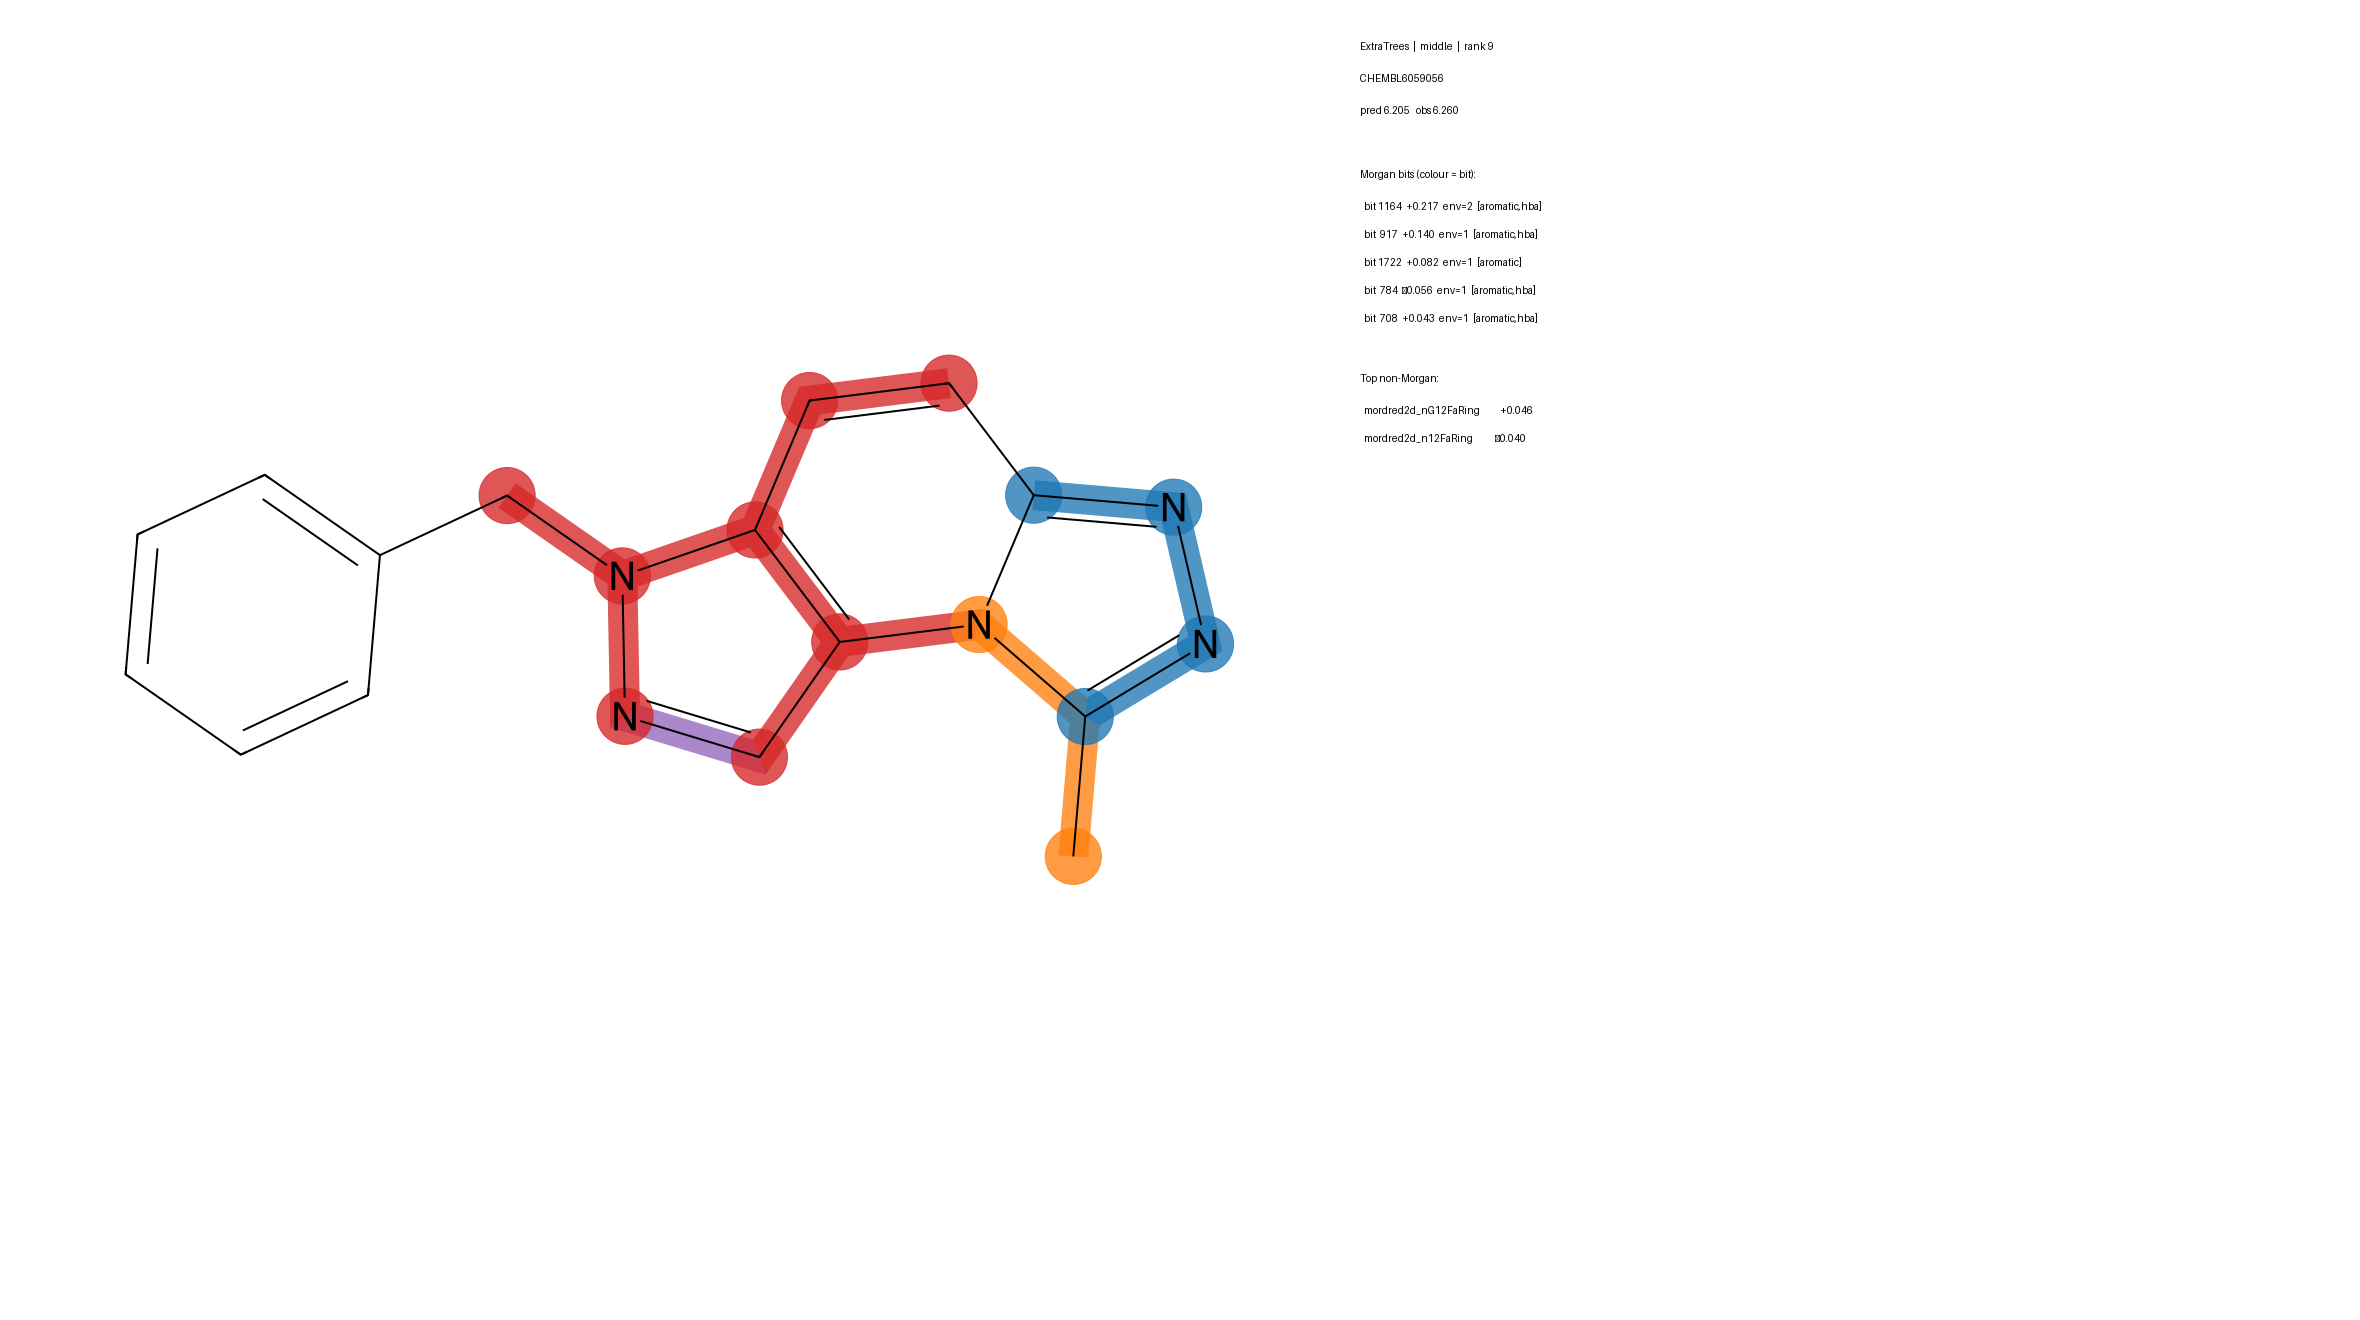 ExtraTrees | middle | rank 9
CHEMBL6059056
pred 6.205 obs 6.260
Morgan bits (colour = bit):
bit 1164 +0.217 env=2 [aromatic,hba]
bit 917 +0.140 env=1 [aromatic,hba]
bit 1722 +0.082 env=1 [aromatic]
bit 784 ▯0.056 env=1 [aromatic,hba]
bit 708 +0.043 env=1 [aromatic,hba]
Top non-Morgan:
mordred2d_nG12FaRing +0.046
mordred2d_n12FaRing ▯0.040
N
N
N
N
N